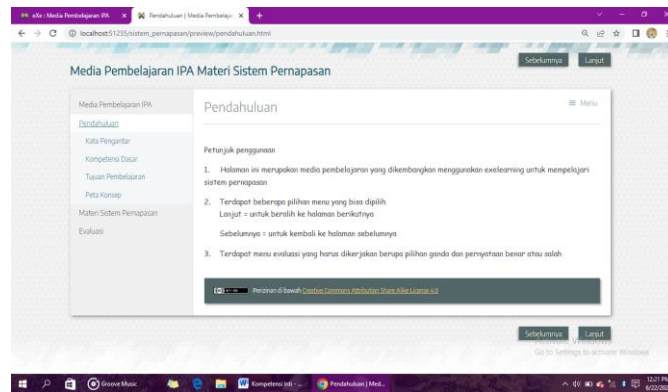 eXe : Media Pembelajaran IPA
Pendahuluan | Media Pembelaja
localhost:51235/sistem_pernapasan/preview/pendahuluan.html
Media Pembelajaran IPA Materi Sistem Pernapasan
Sebelumnya
Lanjut
Media Pembelajaran IPA
Pendahuluan
Kata Pengantar
Kompetensi Dasar
Tujuan Pembelajaran
Peta Konsep
Materi Sistem Pernapasan
Evaluasi
Pendahuluan
Menu
Petunjuk penggunaan
1. Halaman ini merupakan media pembelajaran yang dikembangkan menggunakan exelearning untuk mempelajari
sistem pernapasan
2. Terdapat beberapa pilihan menu yang bisa dipilih
Lanjut = untuk beralih ke halaman berikutnya
Sebelumnya = untuk kembali ke halaman sebelumnya
3. Terdapat menu evaluasi yang harus dikerjakan berupa pilihan ganda dan pernyataan benar atau salah
Perizinan di bawah Creative Commons Attribution Share Alike License 4.0
Sebelumnya
Lanjut
Activate Windows
Go to Settings to activate Windows.
Groove Music
Kompetensi Inti - ...
Pendahuluan | Med...
12:21 PM